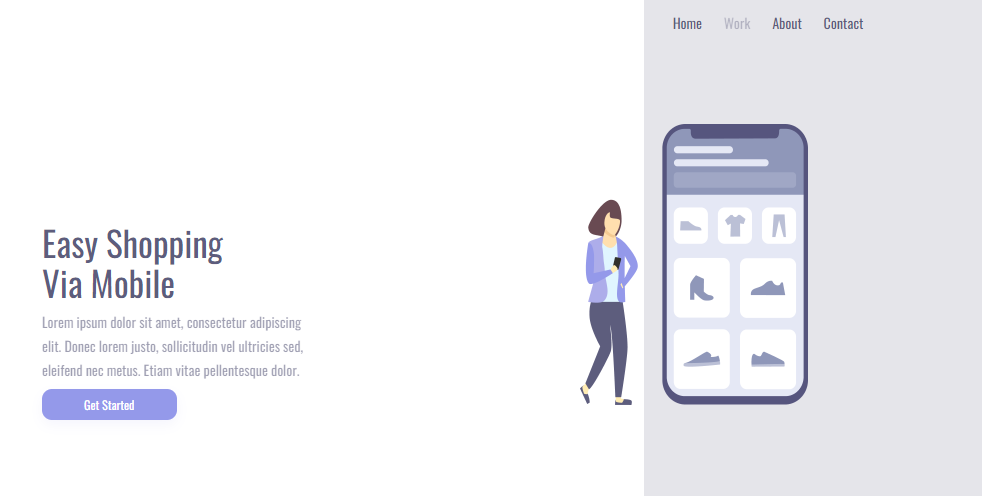 Home Work About Contact
Easy Shopping
Via Mobile
Lorem ipsum dolor sit amet, consectetur adipiscing
elit. Donec lorem justo, sollicitudin vel ultricies sed,
eleifend nec metus. Etiam vitae pellentesque dolor.
Get Started